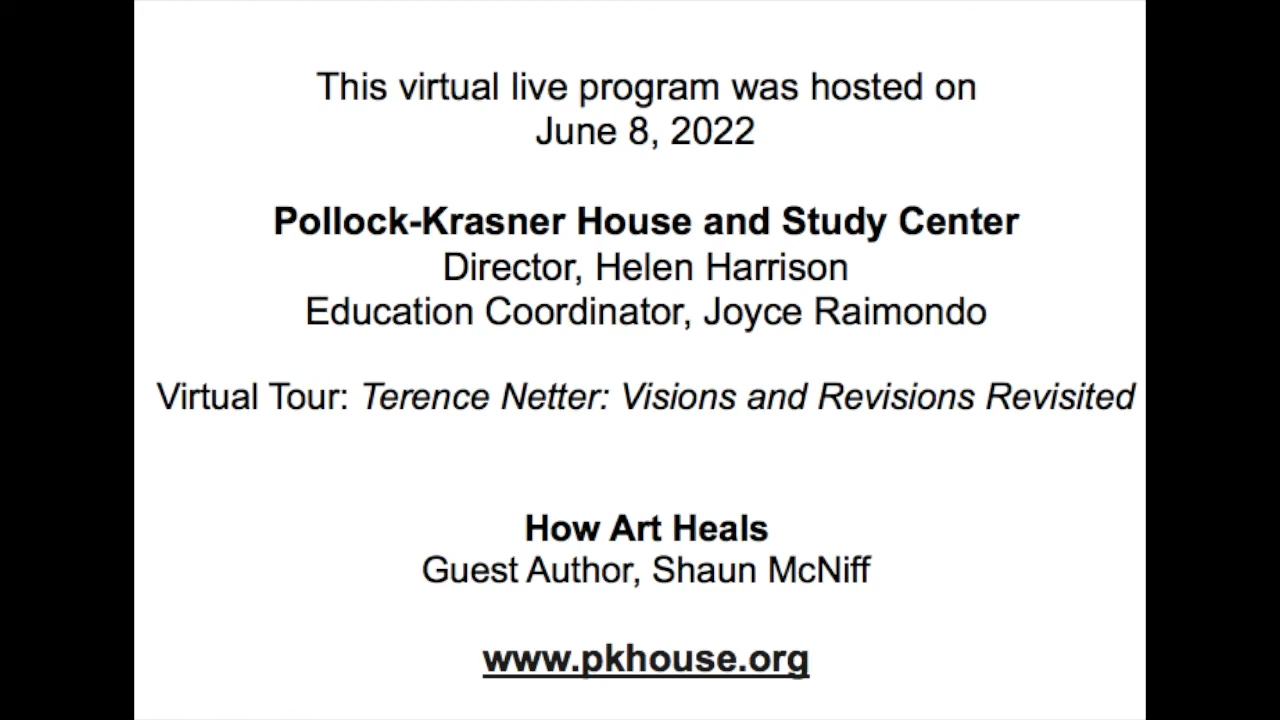 This virtual live program was hosted on
June 8, 2022
Pollock-Krasner House and Study Center
Director, Helen Harrison
Education Coordinator, Joyce Raimondo
Virtual Tour: Terence Netter: Visions and Revisions Revisited
How Art Heals
Guest Author, Shaun McNiff
www.pkhouse.org